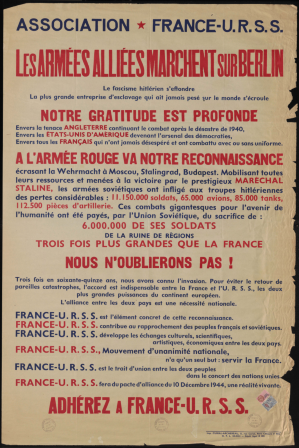 ASSOCIATION ★ FRANCE-U.R.S.S.
LES ARMÉES ALLIÉES MARCHENT SUR BERLIN
Le fascisme hitlérien s'effondre
La plus grande entreprise d'esclavage qui ait jamais pesé sur le monde s'écroule
NOTRE GRATITUDE EST PROFONDE
Envers la tenace ANGLETERRE continuant le combat après le désastre de 1940,
Envers les ETATS-UNIS D'AMÉRIQUE devenant l'arsenal des démocraties,
Envers tous les FRANÇAIS qui n'ont jamais désespéré et ont combattu avec ou sans uniforme.
A L'ARMÉE ROUGE VA NOTRE RECONNAISSANCE
écrasant la Wehrmacht à Moscou, Stalingrad, Budapest. Mobilisant toutes
leurs ressources et menées à la victoire par le prestigieux MARECHAL
STALINE, les armées soviétiques ont infligé aux troupes hitlériennes
des pertes considérables : 11.150.000 soldats, 65.000 avions, 85.000 tanks,
112.500 pièces d'artillerie. Ces combats gigantesques pour l'avenir de
l'humanité ont été payés, par l'Union Soviétique, du sacrifice de :
6.000.000 DE SES SOLDATS
DE LA RUINE DE RÉGIONS
TROIS FOIS PLUS GRANDES QUE LA FRANCE
NOUS N'OUBLIERONS PAS !
Trois fois en soixante-quinze ans, nous avons connu l'invasion. Pour éviter le retour de
pareilles catastrophes, l'accord est indispensable entre la France et l'U. R. S. S., les deux
plus grandes puissances du continent européen.
L'alliance entre les deux pays est une nécessité nationale.
FRANCE-U. R. S. S. est l'élément concret de cette reconnaissance.
FRANCE-U. R. S. S. contribue au rapprochement des peuples français et soviétiques.
FRANCE-U. R. S. S. développe les échanges culturels, scientifiques,
artistiques, économiques entre les deux pays.
FRANCE-U. R. S. S., Mouvement d'unanimité nationale,
n'a qu'un seul but : servir la France.
FRANCE-U. R. S. S. est le trait d'union entre les deux peuples
dans le concert des nations unies.
FRANCE-U. R. S. S. fera du pacte d'alliance du 10 Décembre 1944, une réalité vivante.
ADHÉREZ A FRANCE-U. R. S. S.